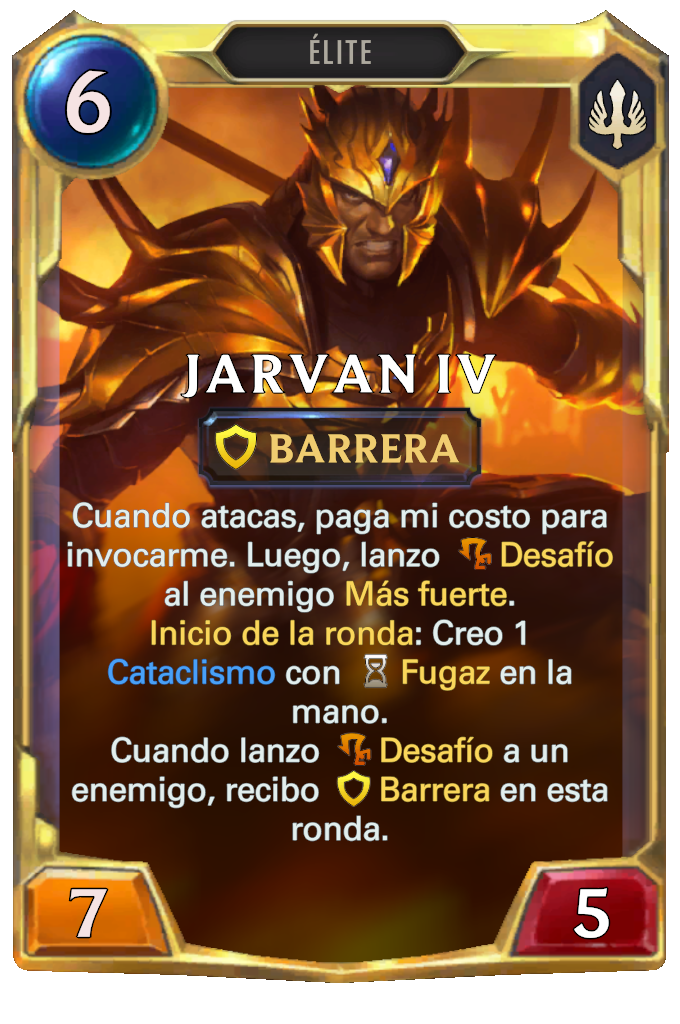 ÉLITE
6
JARVAN IV
BARRERA
Cuando atacas, paga mi costo para
invocarme. Luego, lanzo Desafío
al enemigo Más fuerte.
Inicio de la ronda: Creo 1
Cataclismo con Fugaz en la
mano.
Cuando lanzo Desafío a un
enemigo, recibo Barrera en esta
ronda.
7
5